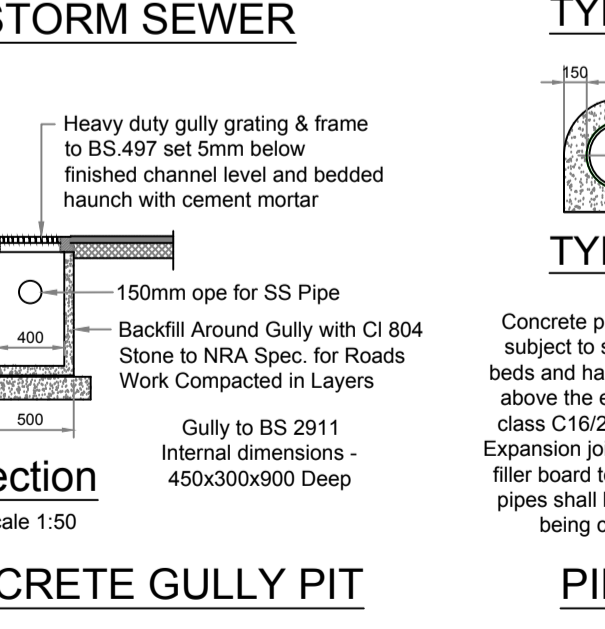 STORM SEWER
Heavy duty gully grating & frame
to BS.497 set 5mm below
finished channel level and bedded
haunch with cement mortar
150mm ope for SS Pipe
400
Backfill Around Gully with Cl 804
Stone to NRA Spec. for Roads
Work Compacted in Layers
500
Gully to BS 2911
Internal dimensions -
450x300x900 Deep
ection
cale 1:50
CRETE GULLY PIT
TY
150
TY
Concrete p
subject to s
beds and ha
above the e
class C16/2
Expansion joi
filler board t
pipes shall
being
PI